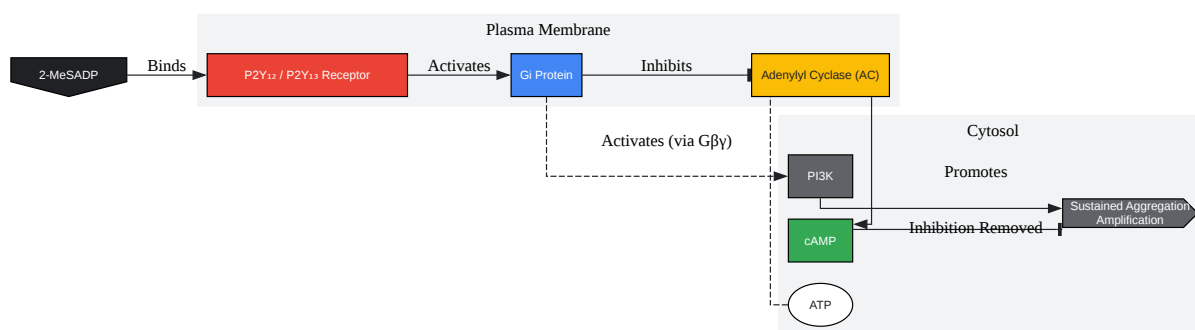 Plasma Membrane
2-MeSADP
Binds
P2Y₁₂ / P2Y₁₃ Receptor
Activates
Gi Protein
Inhibits
Adenylyl Cyclase (AC)
Cytosol
Activates (via Gβγ)
PI3K
Promotes
Sustained Aggregation
Amplification
cAMP
Inhibition Removed
ATP